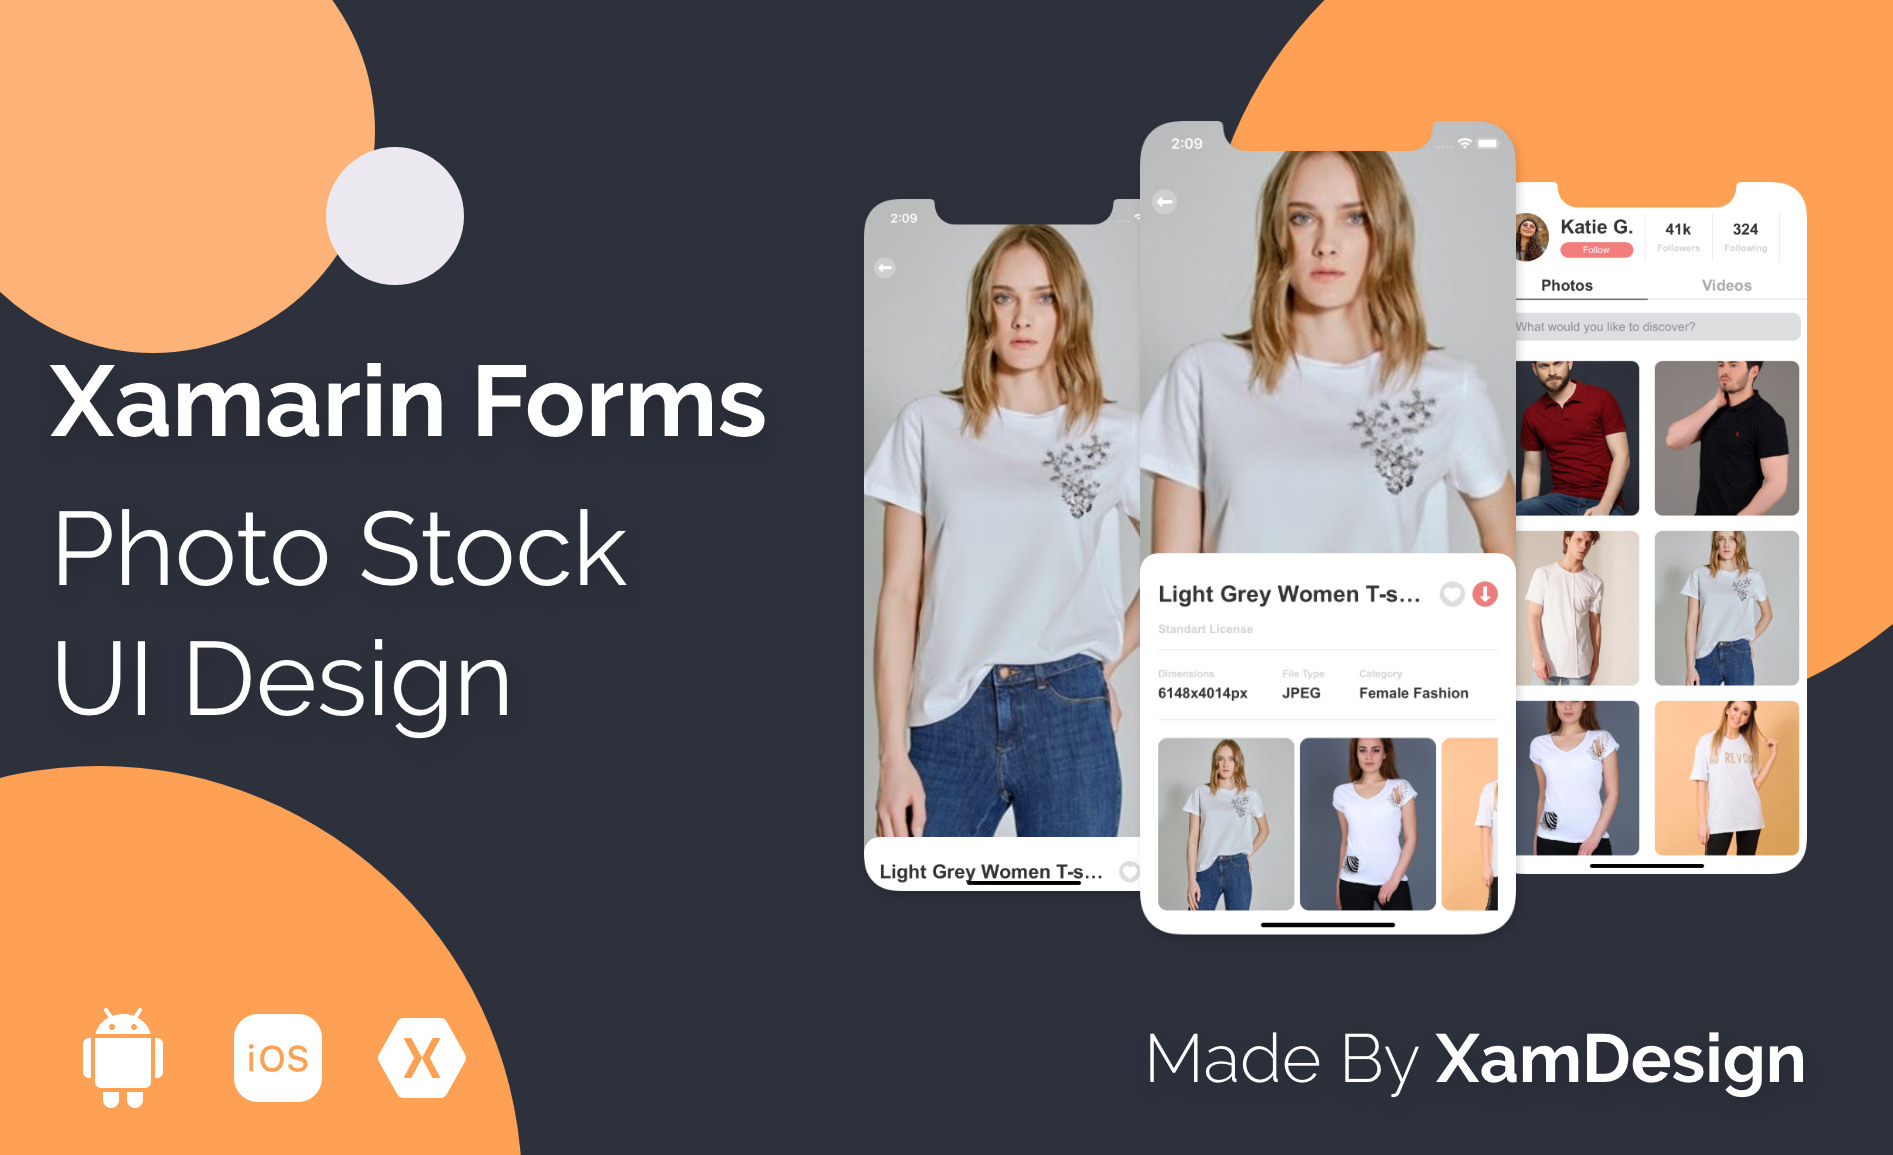 Xamarin Forms
Photo Stock
UI Design
iOS
X
2:09
Light Grey Women T-s...
2:09
Light Grey Women T-s...
Standart License
Dimensions File Type Category
6148x4014px JPEG Female Fashion
Katie G. 41k 324
Follow Followers Following
Photos Videos
What would you like to discover?
Made By XamDesign